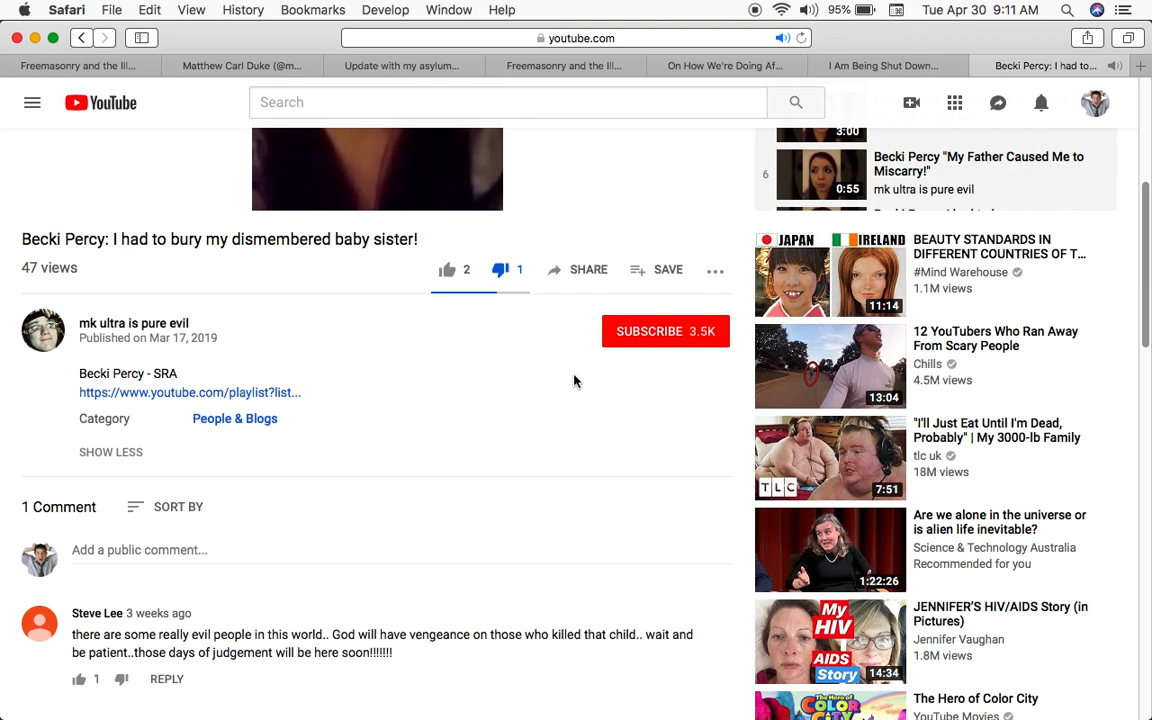 Safari File Edit View History Bookmarks Develop Window Help 95% Tue Apr 30 9:11 AM
youtube.com
Freemasonry and the Ill... Matthew Carl Duke (@m... Update with my asylum... Freemasonry and the Ill... On How We're Doing Af... I Am Being Shut Down... Becki Percy: I had to...
YouTube Search
3:00
6 Becki Percy "My Father Caused Me to
Miscarry!"
mk ultra is pure evil
0:55
Becki Percy: I had to bury my dismembered baby sister!
47 views
2 1 SHARE SAVE
mk ultra is pure evil
Published on Mar 17, 2019
SUBSCRIBE 3.5K
Becki Percy - SRA
https://www.youtube.com/playlist?list...
Category People & Blogs
SHOW LESS
1 Comment SORT BY
Add a public comment...
Steve Lee 3 weeks ago
there are some really evil people in this world.. God will have vengeance on those who killed that child.. wait and
be patient..those days of judgement will be here soon!!!!!!!
1 REPLY
JAPAN IRELAND
11:14
BEAUTY STANDARDS IN
DIFFERENT COUNTRIES OF T...
#Mind Warehouse
1.1M views
13:04
12 YouTubers Who Ran Away
From Scary People
Chills
4.5M views
TLC
7:51
"I'll Just Eat Until I'm Dead,
Probably" | My 3000-lb Family
tlc uk
18M views
1:22:26
Are we alone in the universe or
is alien life inevitable?
Science & Technology Australia
Recommended for you
My
HIV
AIDS
Story
14:34
JENNIFER'S HIV/AIDS Story (in
Pictures)
Jennifer Vaughan
1.8M views
The Hero of
COLOR
CITY
The Hero of Color City
YouTube Movies